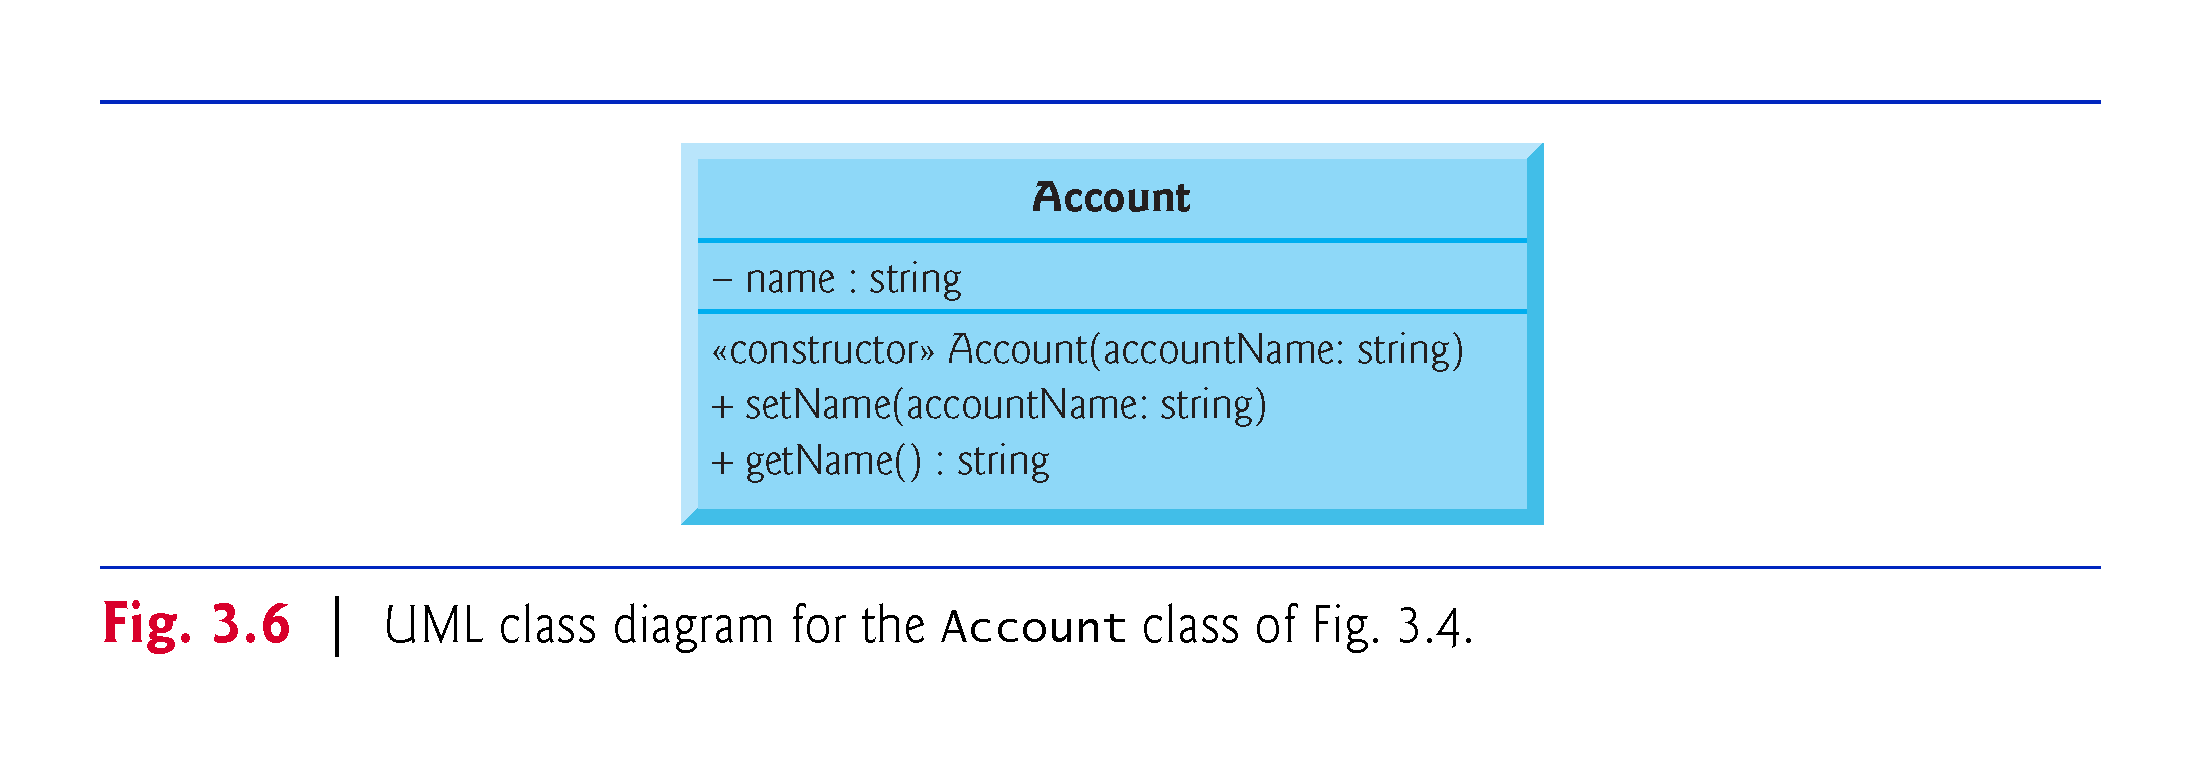 Account
– name : string
«constructor» Account(accountName: string)
+ setName(accountName: string)
+ getName() : string
Fig. 3.6 | UML class diagram for the Account class of Fig. 3.4.